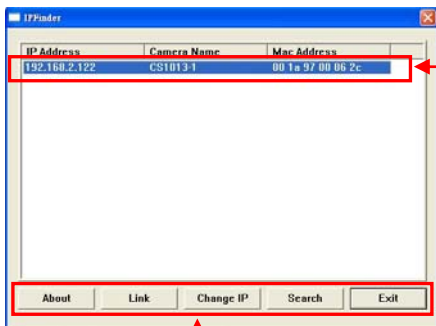 IPFinder
IP Address Camera Name Mac Address
192.168.2.122 CS1013-1 00 1a 97 00 06 2c
About Link Change IP Search Exit